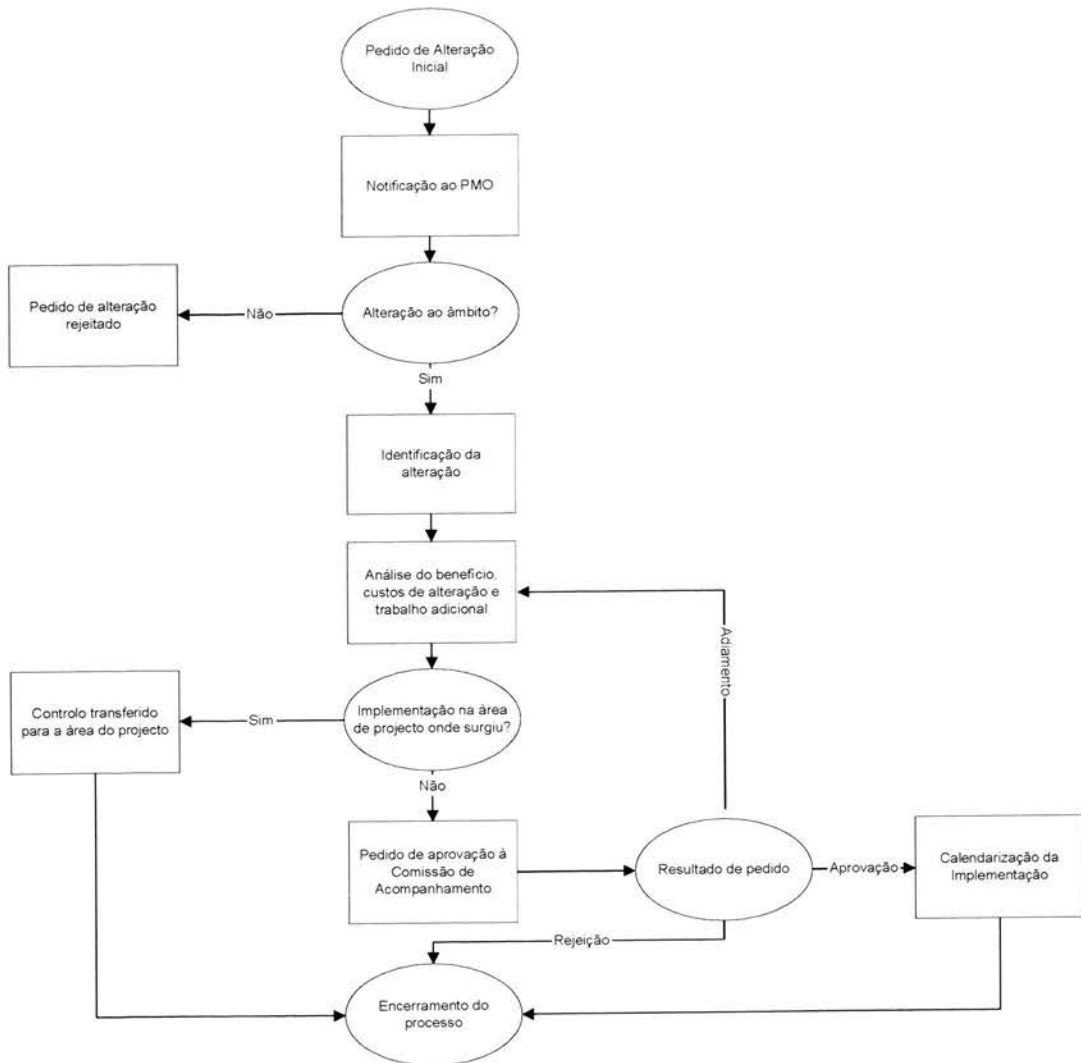 Pedido de Alteração
Inicial
Notificação ao PMO
Pedido de alteração
rejeitado
Não
Alteração ao âmbito?
Sim
Identificação da
alteração
Análise do benefício,
custos de alteração e
trabalho adicional
Adiamento
Controlo transferido
para a área do projecto
Sim
Implementação na área
de projecto onde surgiu?
Não
Pedido de aprovação à
Comissão de
Acompanhamento
Resultado de pedido
Aprovação
Calendarização da
Implementação
Rejeição
Encerramento do
processo